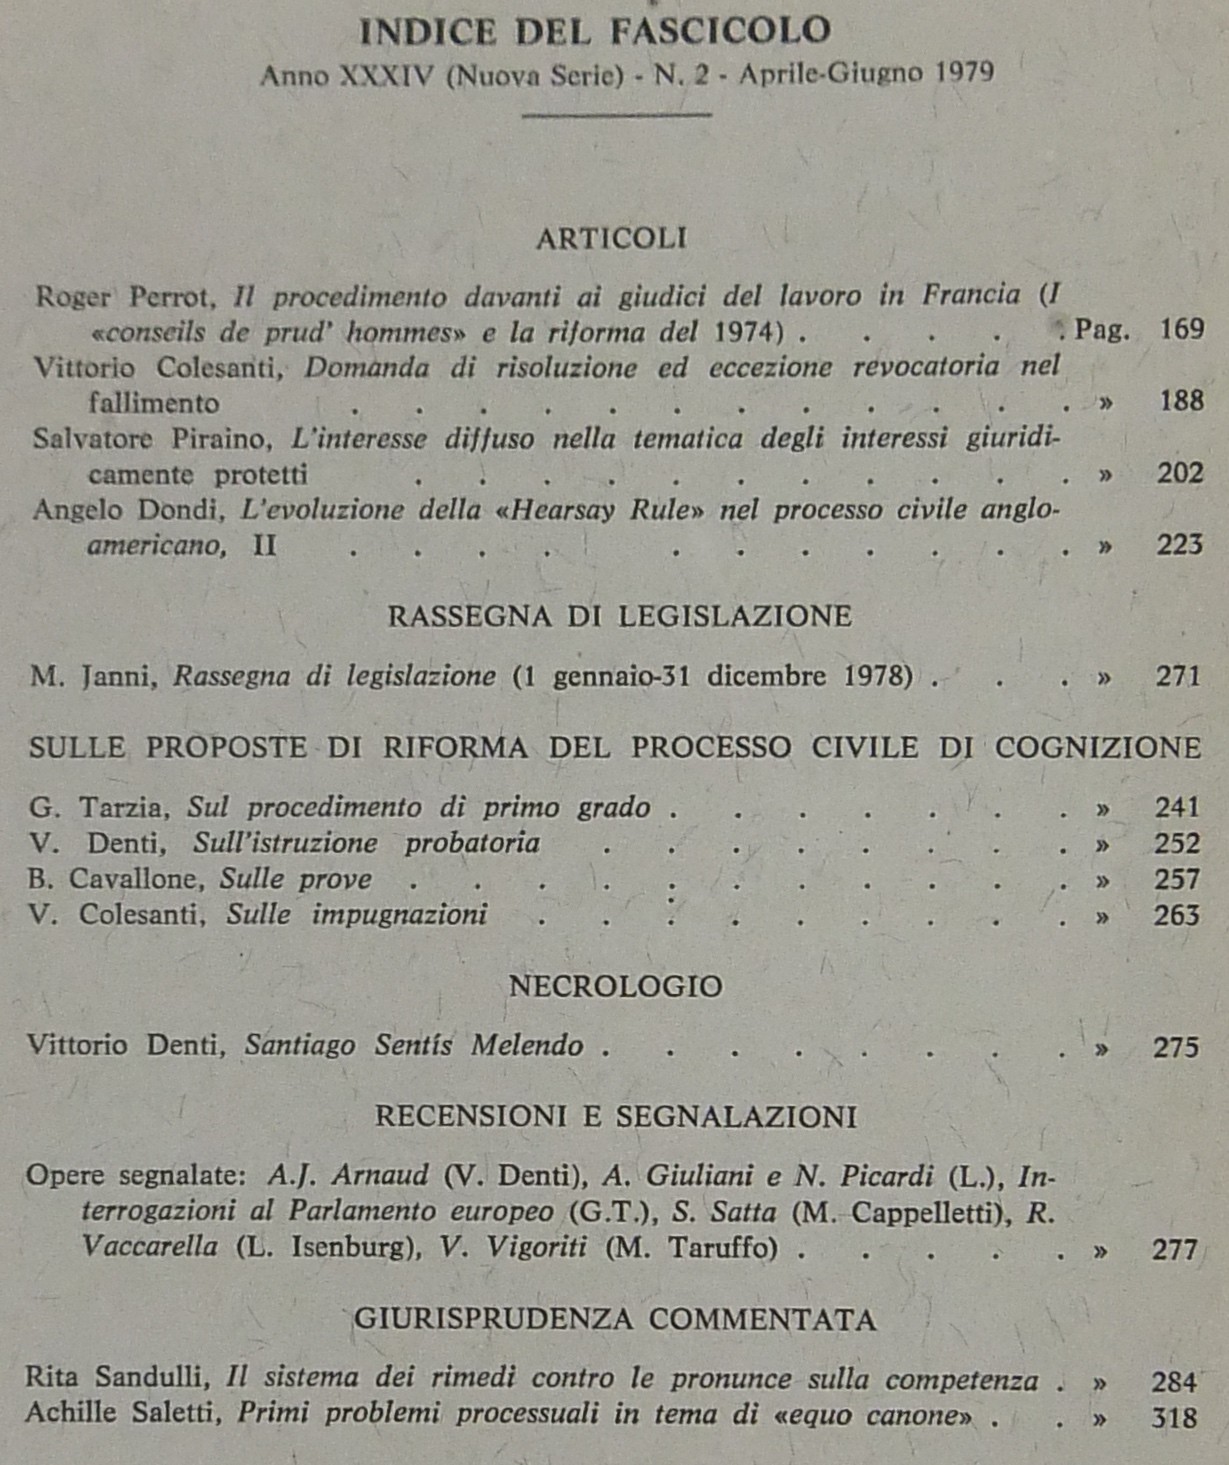 INDICE DEL FASCICOLO
Anno XXXIV (Nuova Serie) - N. 2 - Aprile-Giugno 1979
ARTICOLI
Roger Perrot, Il procedimento davanti ai giudici del lavoro in Francia (I
«conseils de prud' hommes» e la riforma del 1974) . . . . . Pag. 169
Vittorio Colesanti, Domanda di risoluzione ed eccezione revocatoria nel
fallimento . . . . . . . . . . . . » 188
Salvatore Piraino, L'interesse diffuso nella tematica degli interessi giuridi-
camente protetti . . . . . . . . . . . » 202
Angelo Dondi, L'evoluzione della «Hearsay Rule» nel processo civile anglo-
americano, II . . . . . . . . . . . » 223
RASSEGNA DI LEGISLAZIONE
M. Janni, Rassegna di legislazione (1 gennaio-31 dicembre 1978) . . . » 271
SULLE PROPOSTE DI RIFORMA DEL PROCESSO CIVILE DI COGNIZIONE
G. Tarzia, Sul procedimento di primo grado . . . . . . . » 241
V. Denti, Sull'istruzione probatoria . . . . . . . . » 252
B. Cavallone, Sulle prove . . . . . . . . . . . » 257
V. Colesanti, Sulle impugnazioni . . . . . . . . . » 263
NECROLOGIO
Vittorio Denti, Santiago Sentís Melendo . . . . . . . . » 275
RECENSIONI E SEGNALAZIONI
Opere segnalate: A.J. Arnaud (V. Denti), A. Giuliani e N. Picardi (L.), In-
terrogazioni al Parlamento europeo (G.T.), S. Satta (M. Cappelletti), R.
Vaccarella (L. Isenburg), V. Vigoriti (M. Taruffo) . . . . . » 277
GIURISPRUDENZA COMMENTATA
Rita Sandulli, Il sistema dei rimedi contro le pronunce sulla competenza . » 284
Achille Saletti, Primi problemi processuali in tema di «equo canone» . . » 318